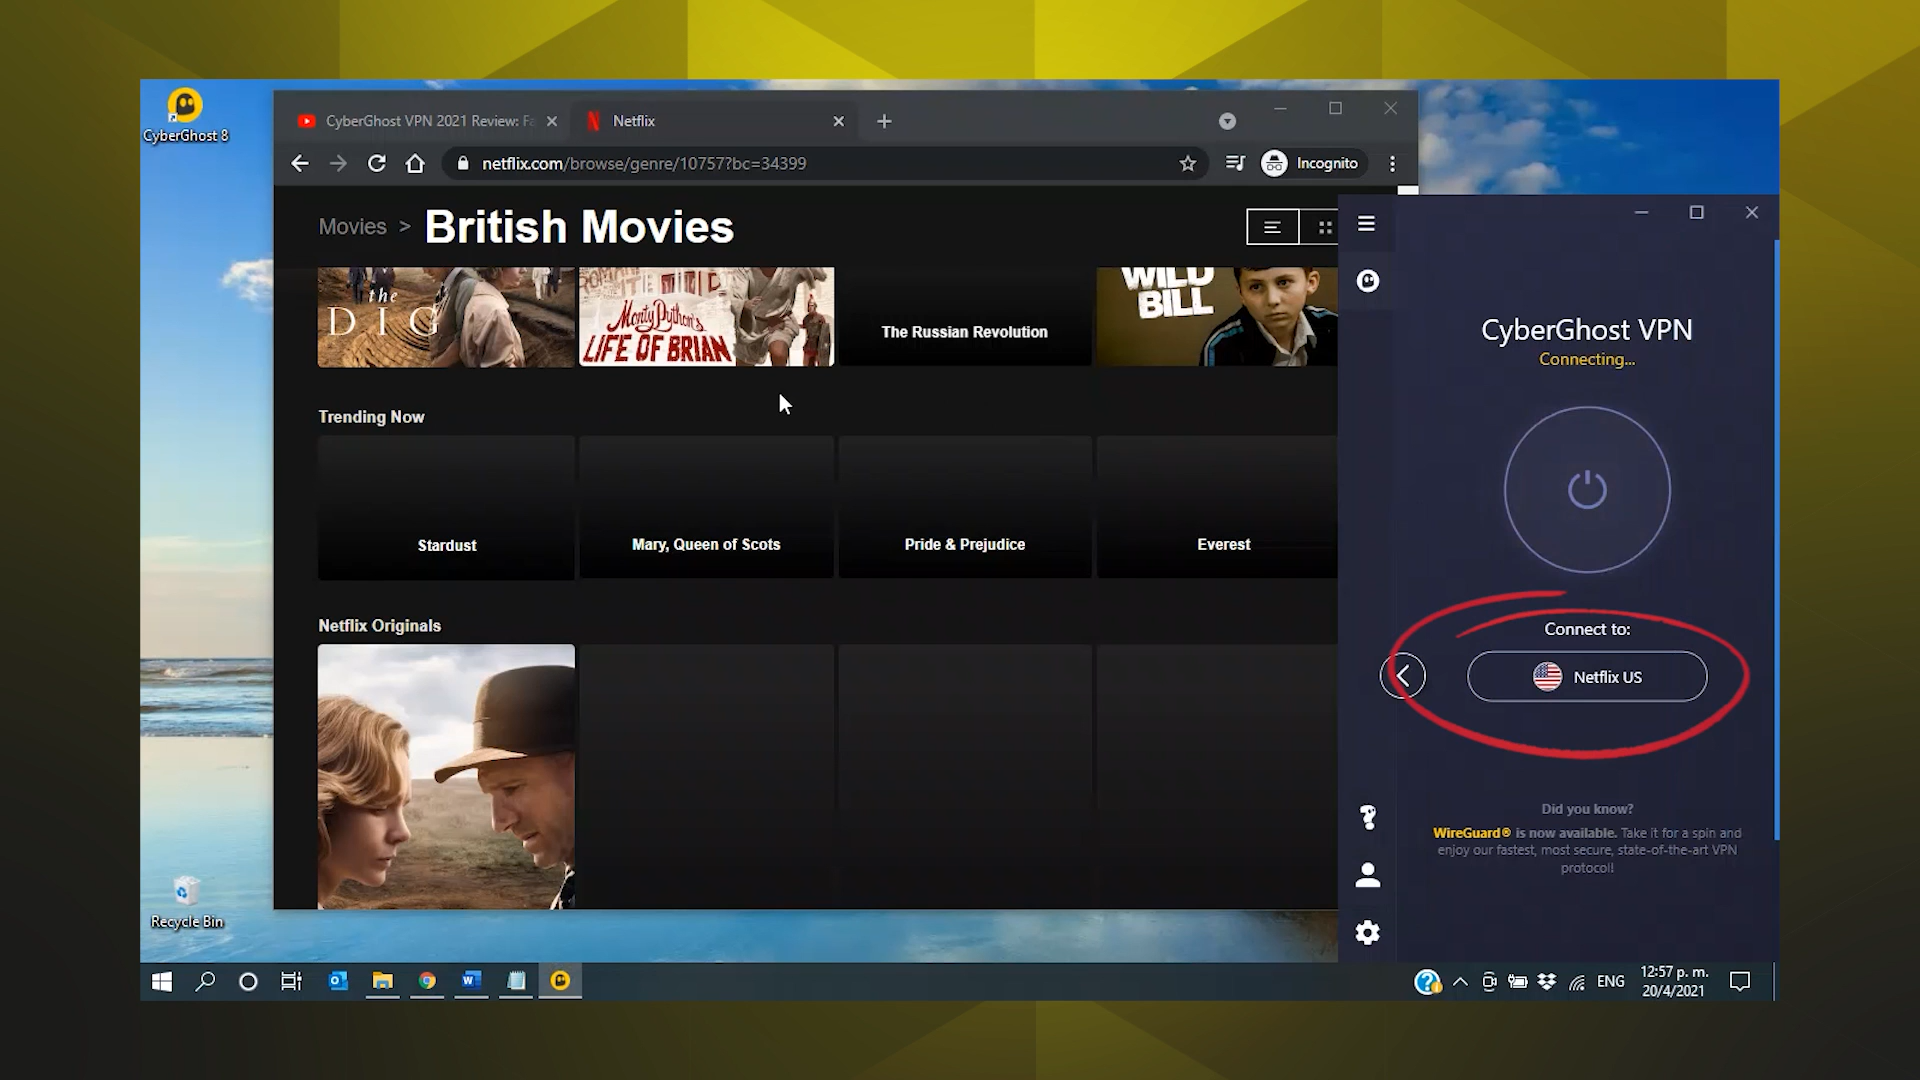 CyberGhost 8
CyberGhost VPN 2021 Review: Fa
Netflix
netflix.com/browse/genre/10757?bc=34399
Incognito
Movies > British Movies
the
DIG
Monty Python's
LIFE OF BRIAN
The Russian Revolution
WILD
BILL
Trending Now
Stardust
Mary, Queen of Scots
Pride & Prejudice
Everest
Netflix Originals
CyberGhost VPN
Connecting...
Connect to:
Netflix US
Did you know?
WireGuard® is now available. Take it for a spin and
enjoy our fastest, most secure, state-of-the-art VPN
protocol!
Recycle Bin
ENG
12:57 p. m.
20/4/2021